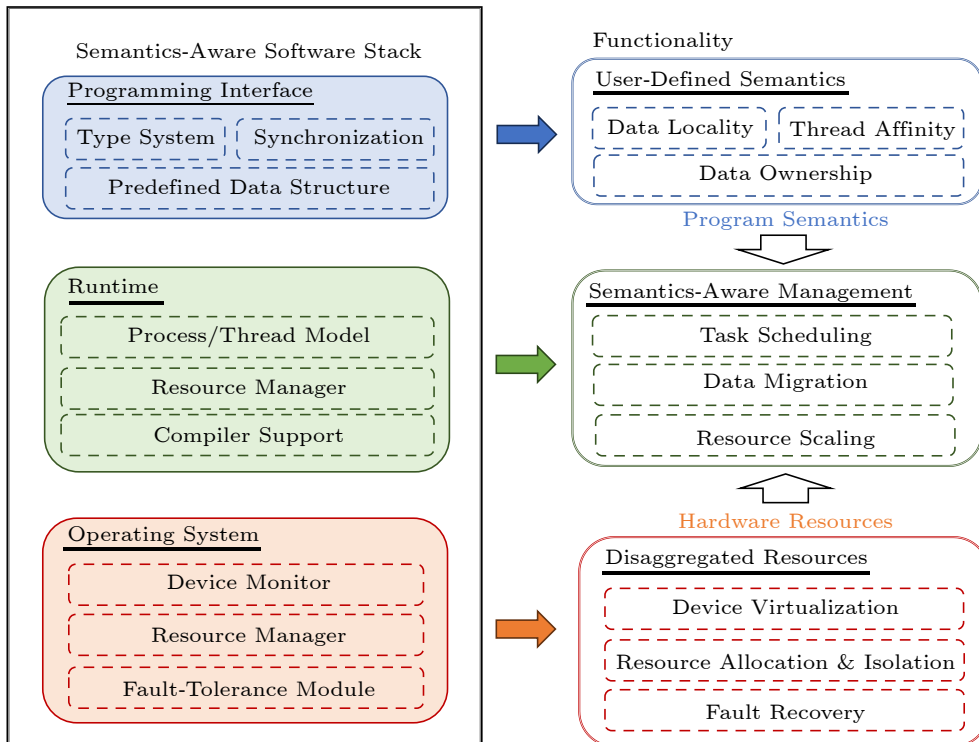 Semantics-Aware Software Stack
Programming Interface
Type System
Synchronization
Predefined Data Structure
Runtime
Process/Thread Model
Resource Manager
Compiler Support
Operating System
Device Monitor
Resource Manager
Fault-Tolerance Module
Functionality
User-Defined Semantics
Data Locality
Thread Affinity
Data Ownership
Program Semantics
Semantics-Aware Management
Task Scheduling
Data Migration
Resource Scaling
Hardware Resources
Disaggregated Resources
Device Virtualization
Resource Allocation & Isolation
Fault Recovery